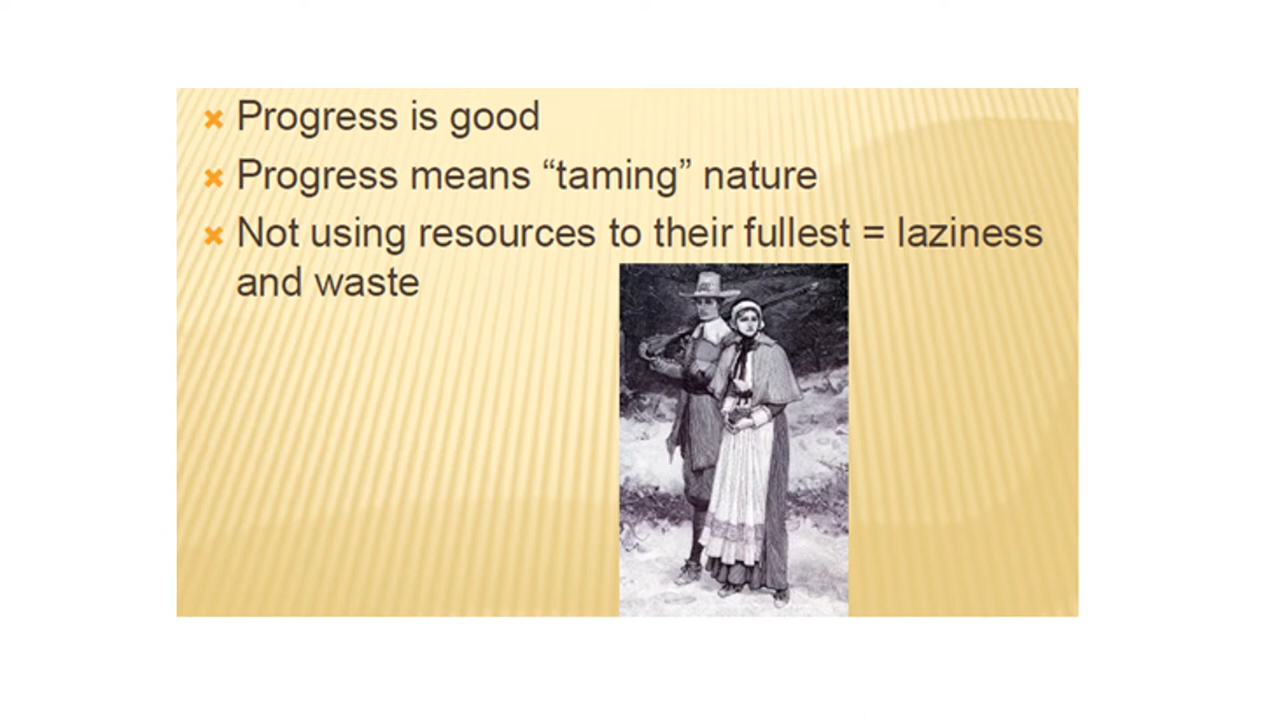 Progress is good
Progress means “taming” nature
Not using resources to their fullest = laziness
and waste